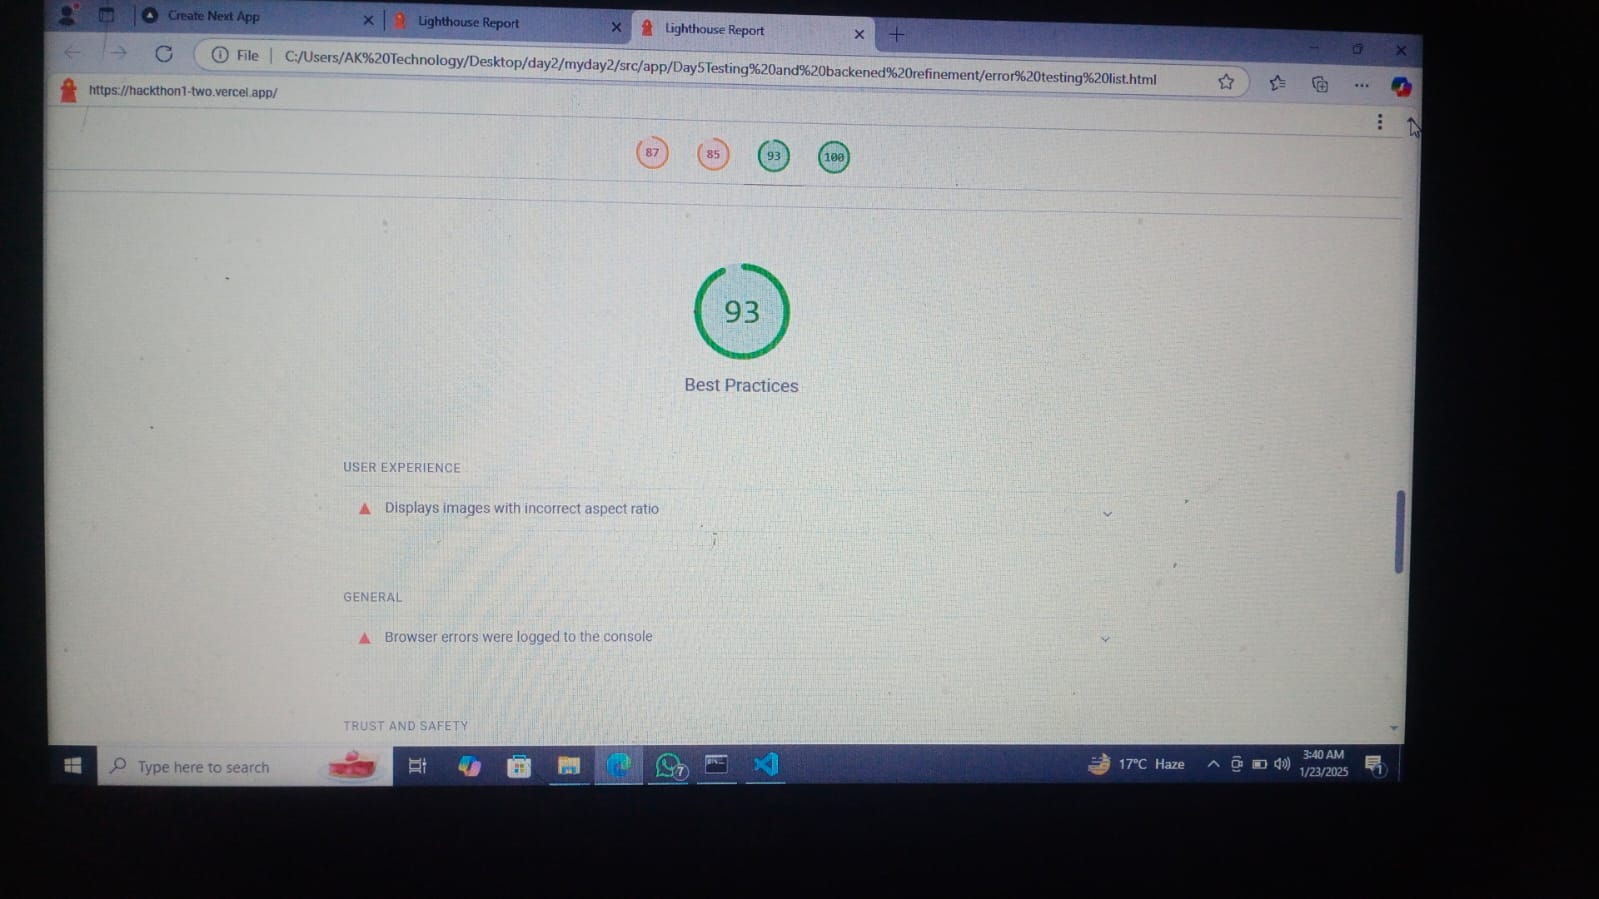 Create Next App
Lighthouse Report
Lighthouse Report
File
C:/Users/AK%20Technology/Desktop/day2/myday2/src/app/Day5Testing%20and%20backened%20refinement/error%20testing%20list.html
https://hackthon1-two.vercel.app/
87
85
93
100
93
Best Practices
USER EXPERIENCE
Displays images with incorrect aspect ratio
GENERAL
Browser errors were logged to the console
TRUST AND SAFETY
Type here to search
7
17°C Haze
3:40 AM
1/23/2025
1